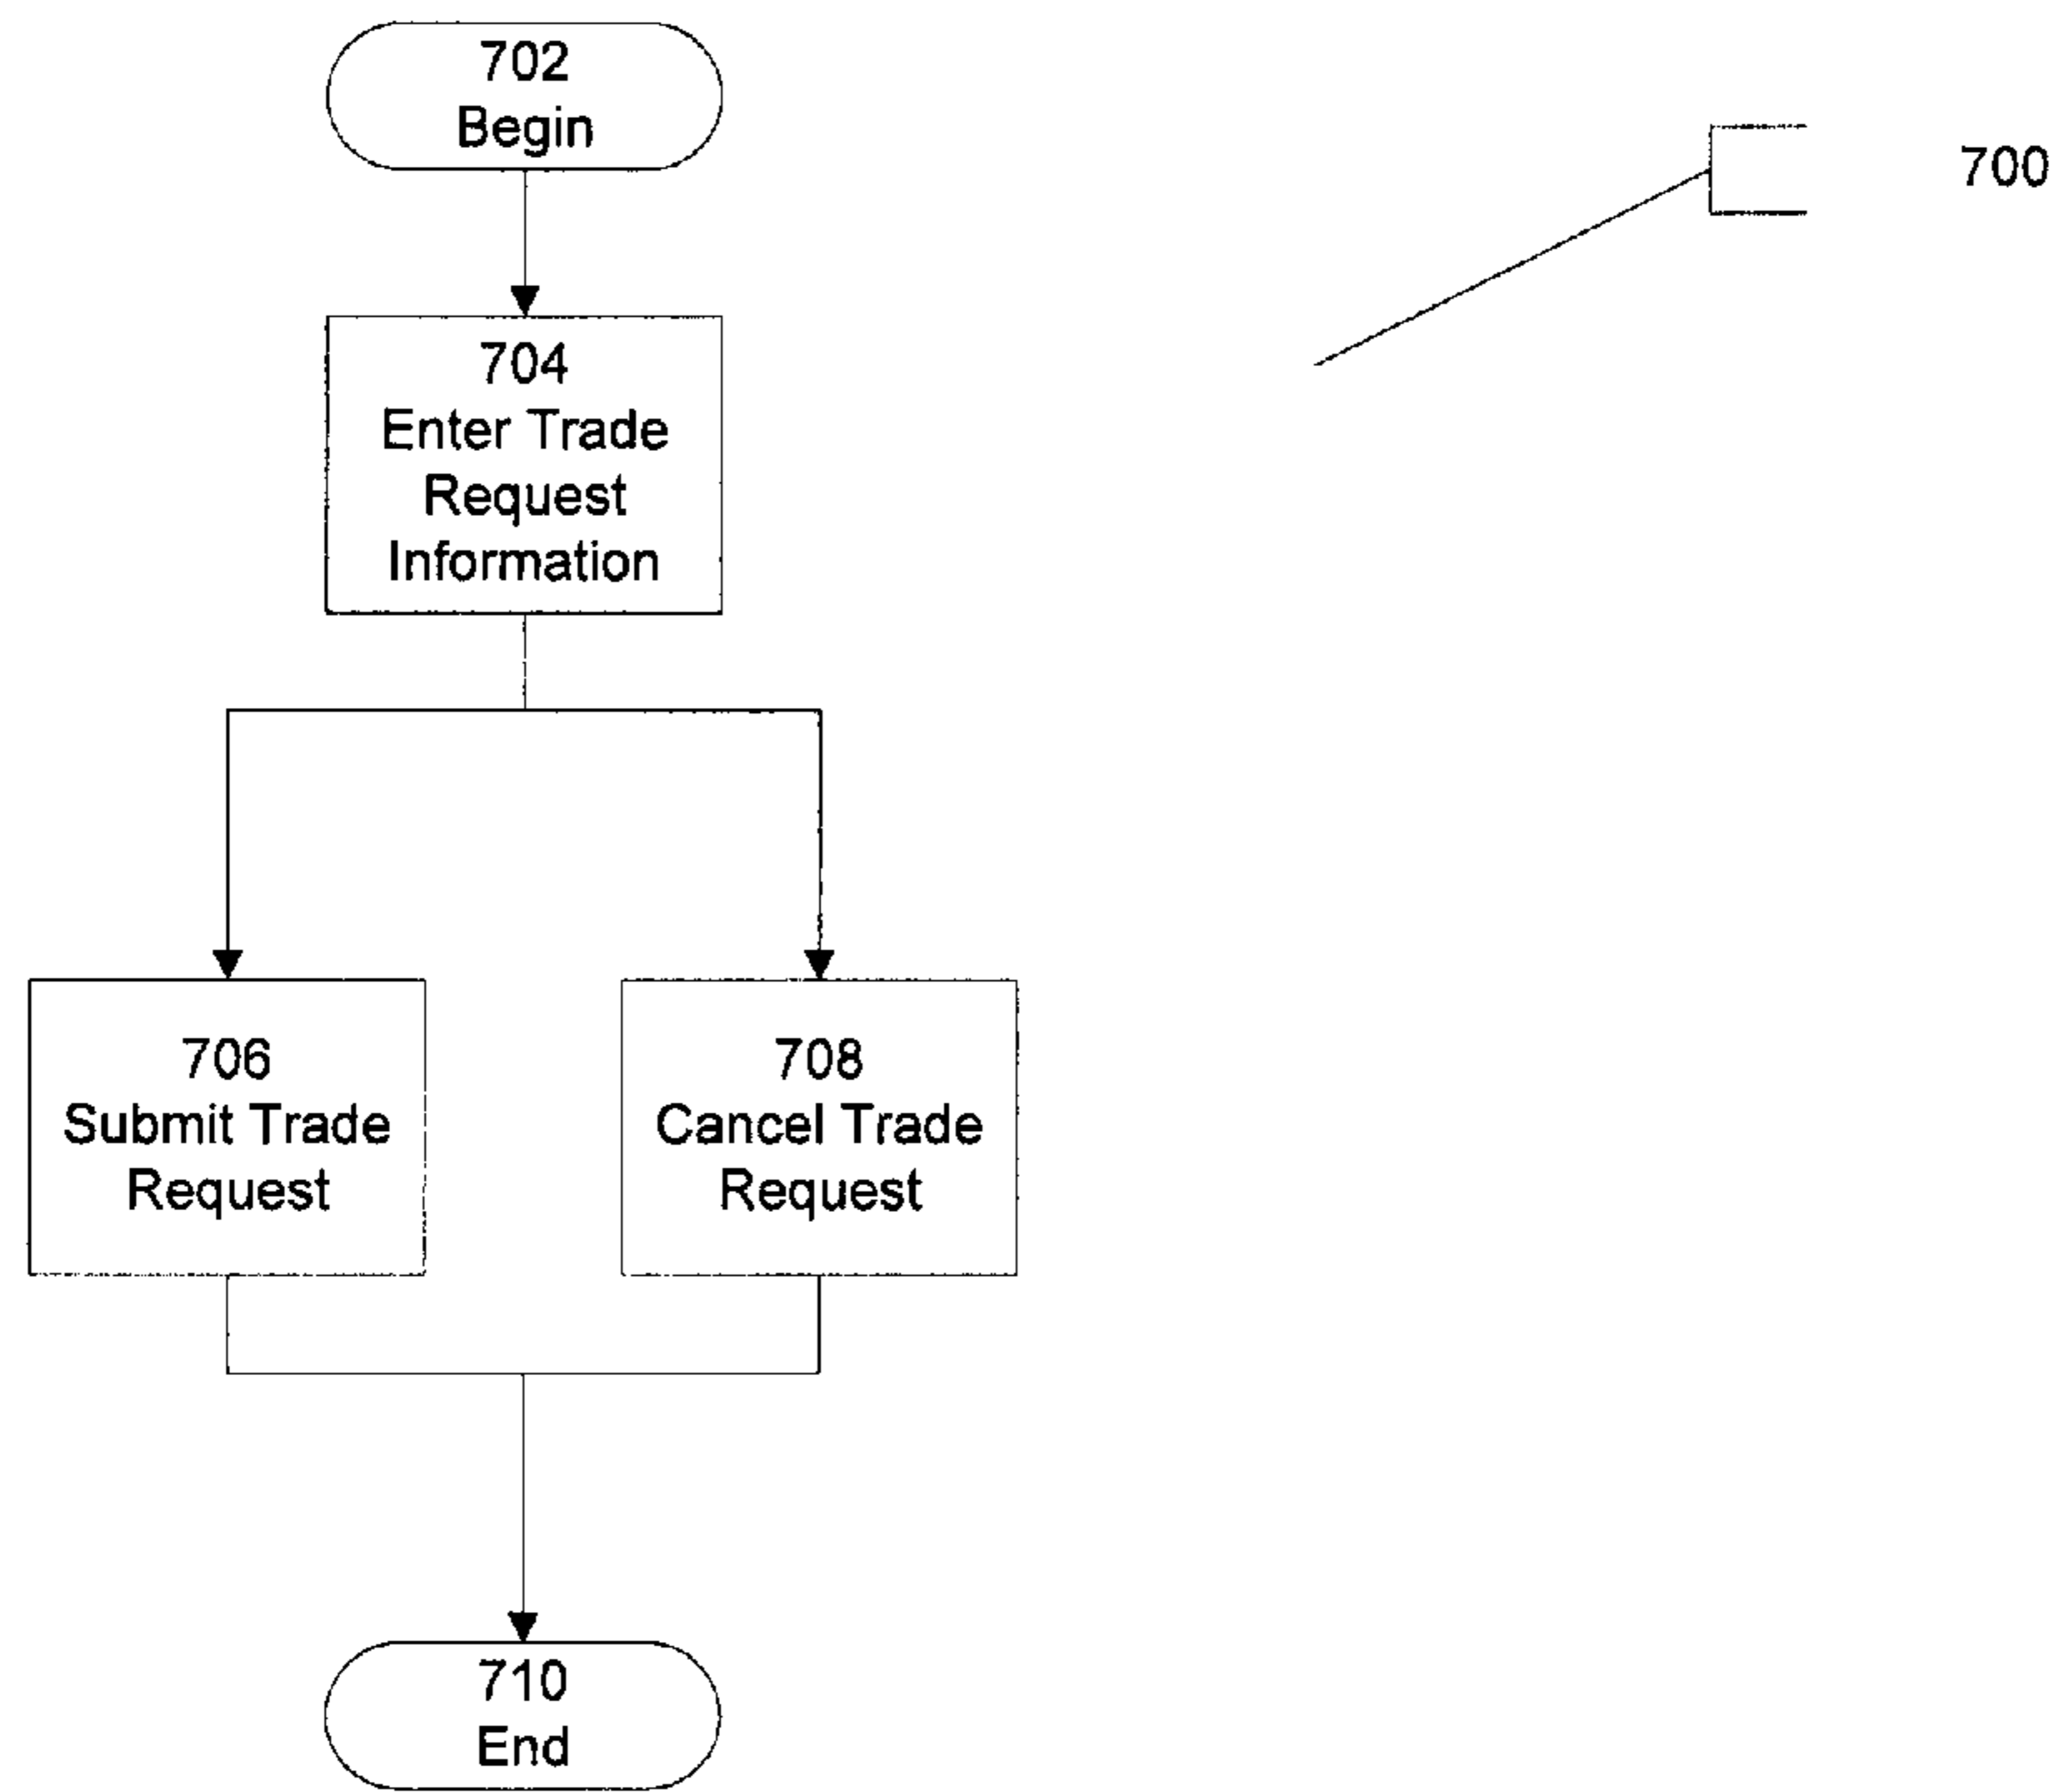 702
Begin
700
704
Enter Trade
Request
Information
706
Submit Trade
Request
708
Cancel Trade
Request
710
End